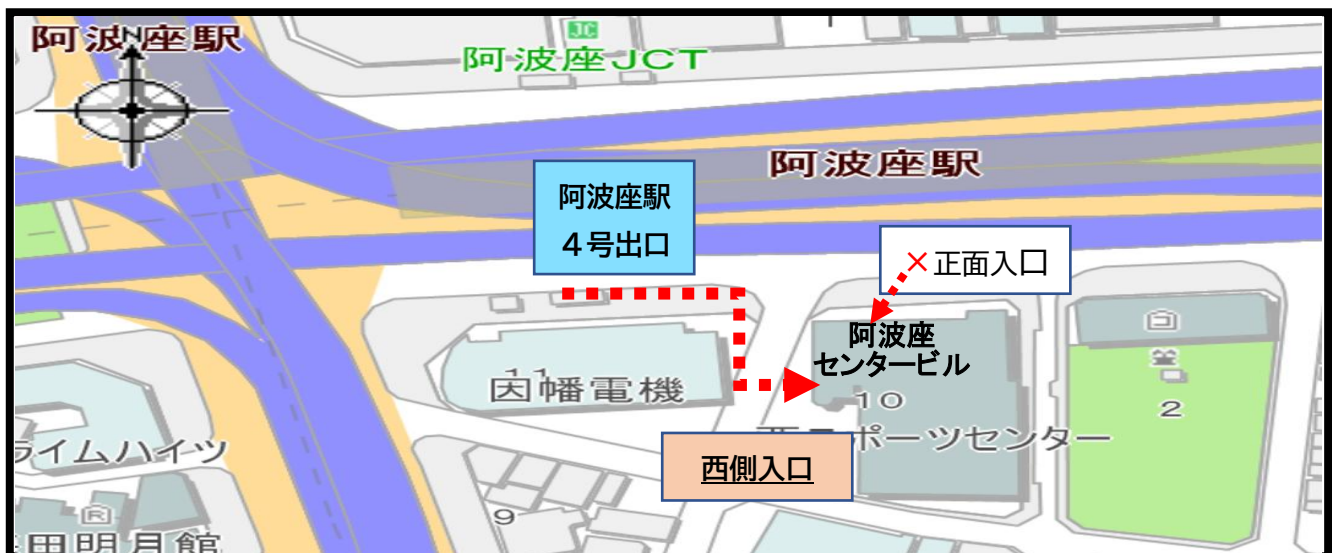 阿波座駅
N
JC
阿波座JCT
阿波座駅
阿波座駅
4号出口
×正面入口
阿波座
センタービル
11
因幡電機
10
2
ポーツセンター
ライムハイツ
西側入口
9
R
田明月館